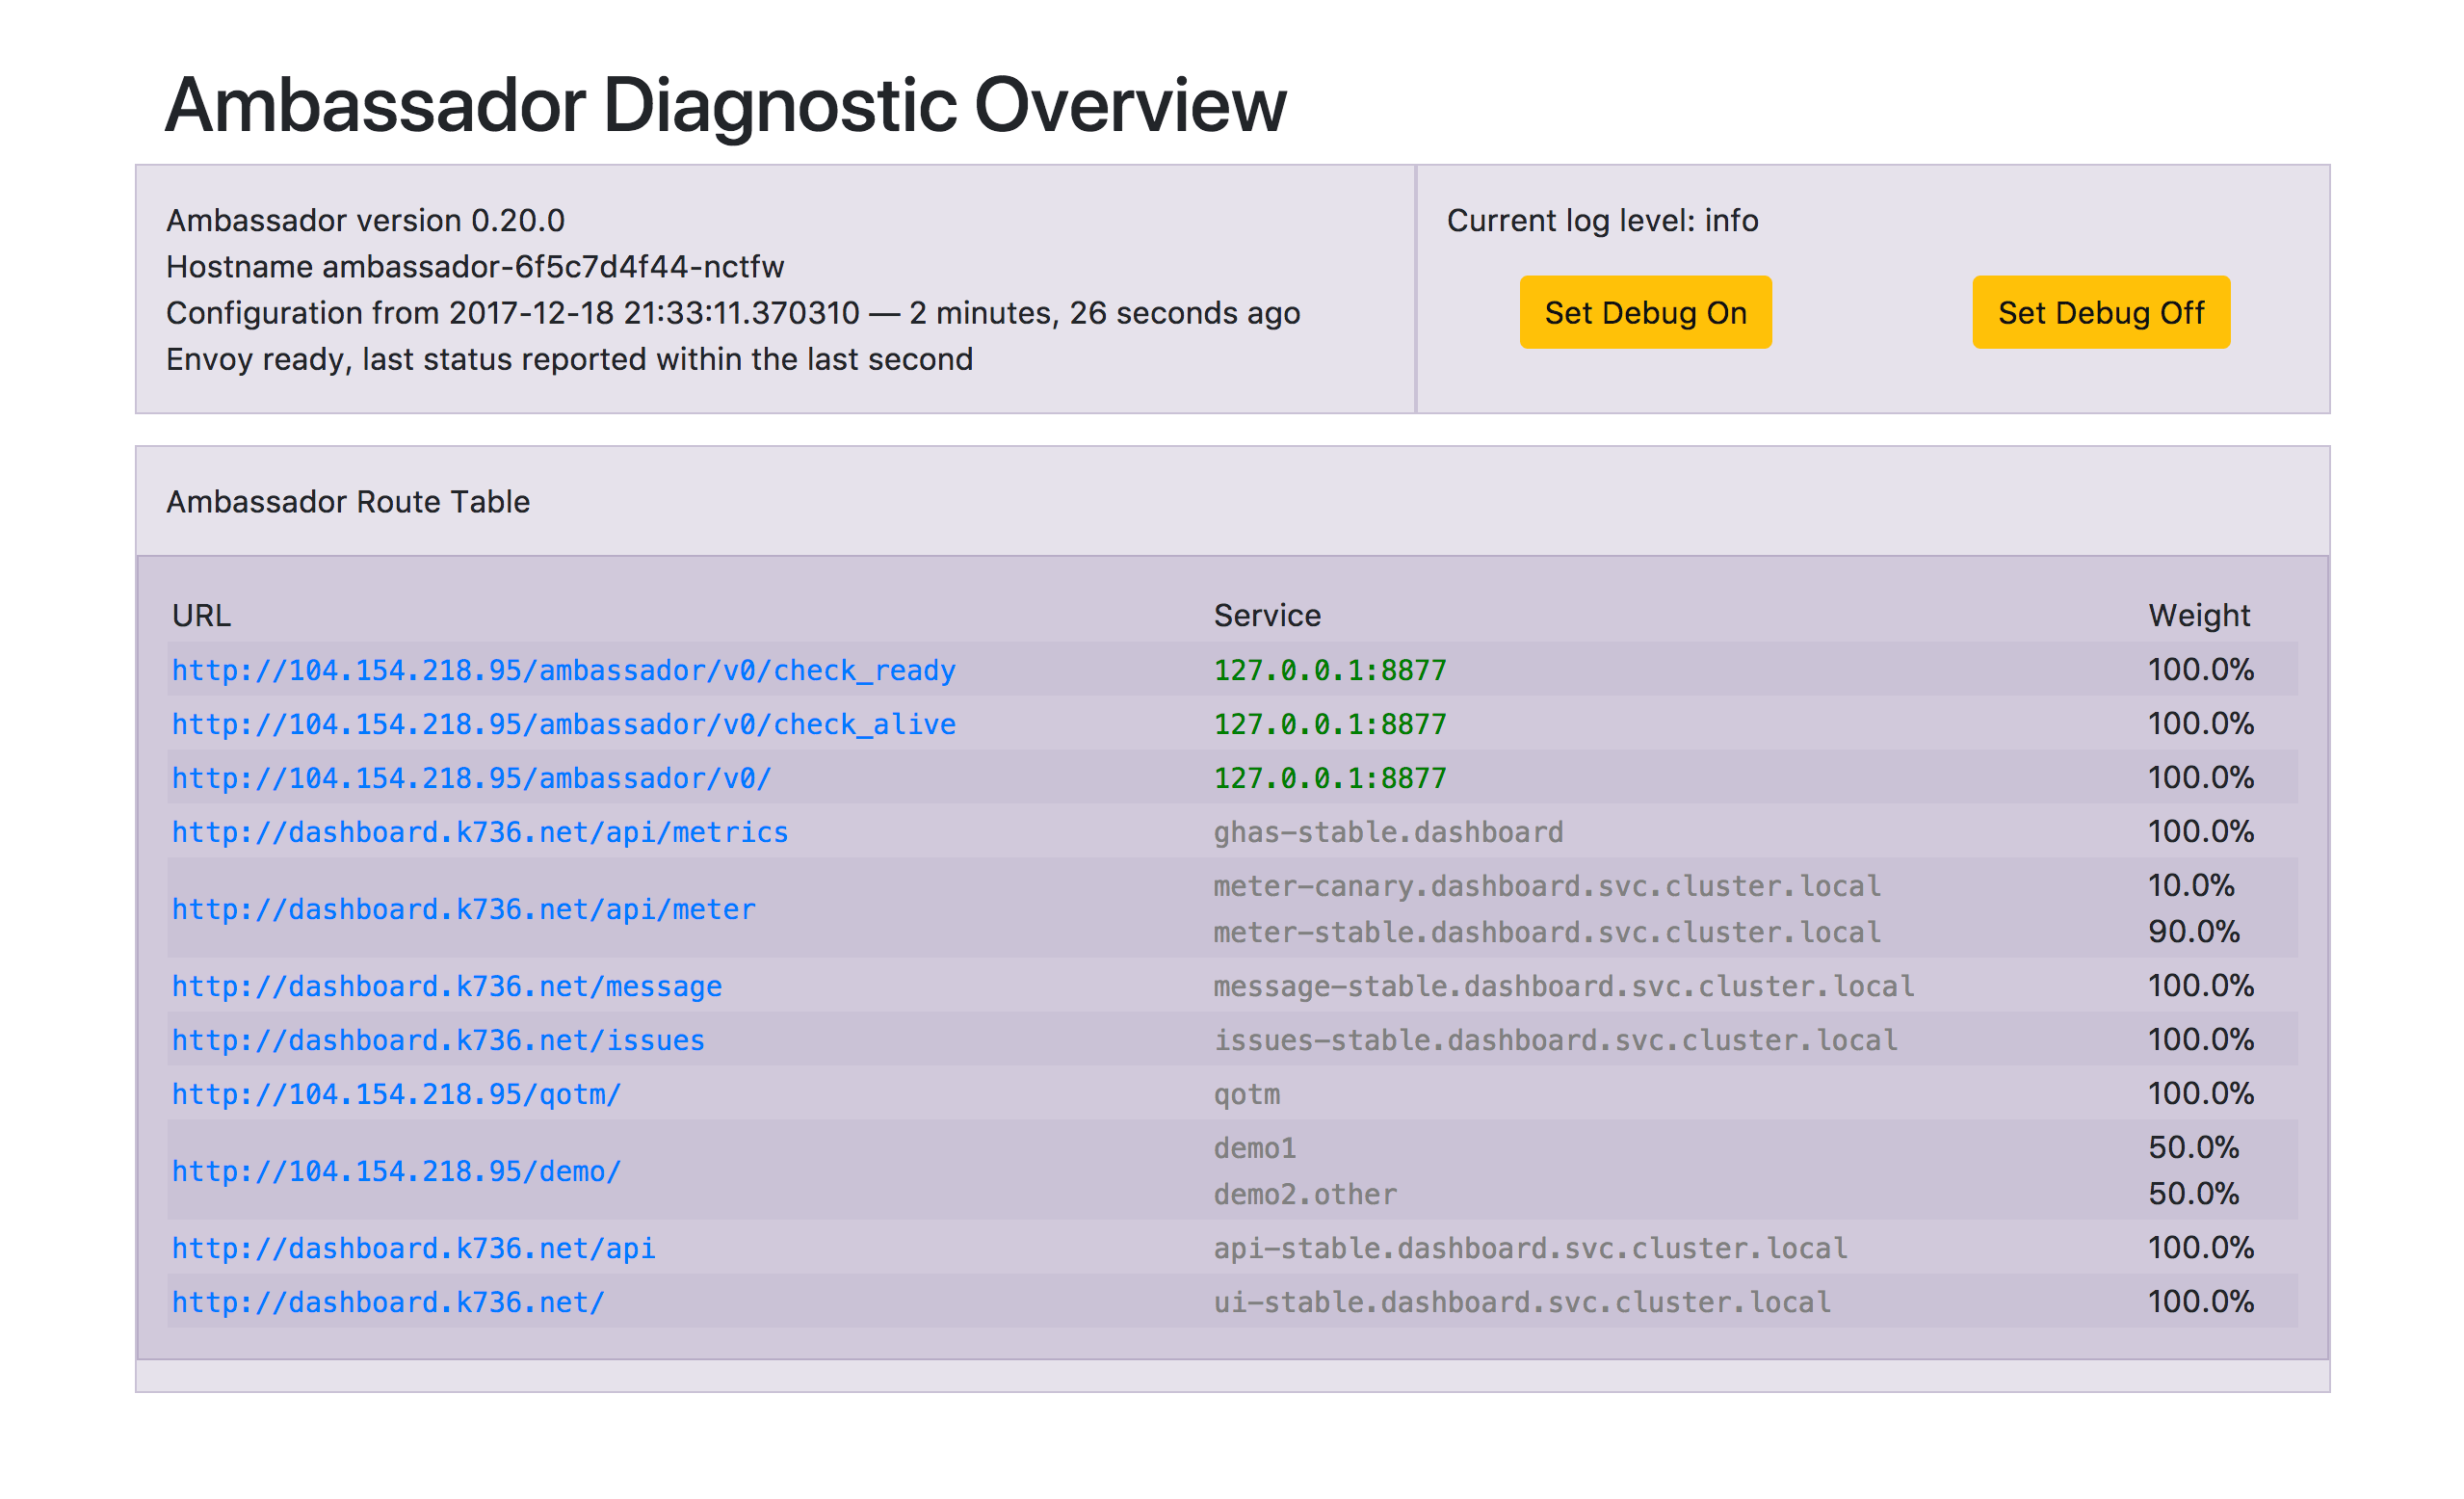 Ambassador Diagnostic Overview
Ambassador version 0.20.0
Hostname ambassador-6f5c7d4f44-nctfw
Configuration from 2017-12-18 21:33:11.370310 — 2 minutes, 26 seconds ago
Envoy ready, last status reported within the last second
Current log level: info
Set Debug On Set Debug Off
Ambassador Route Table
URL Service Weight
http://104.154.218.95/ambassador/v0/check_ready 127.0.0.1:8877 100.0%
http://104.154.218.95/ambassador/v0/check_alive 127.0.0.1:8877 100.0%
http://104.154.218.95/ambassador/v0/ 127.0.0.1:8877 100.0%
http://dashboard.k736.net/api/metrics ghas-stable.dashboard 100.0%
http://dashboard.k736.net/api/meter
meter-canary.dashboard.svc.cluster.local 10.0%
meter-stable.dashboard.svc.cluster.local 90.0%
http://dashboard.k736.net/message message-stable.dashboard.svc.cluster.local 100.0%
http://dashboard.k736.net/issues issues-stable.dashboard.svc.cluster.local 100.0%
http://104.154.218.95/qotm/ qotm 100.0%
http://104.154.218.95/demo/
demo1 50.0%
demo2.other 50.0%
http://dashboard.k736.net/api api-stable.dashboard.svc.cluster.local 100.0%
http://dashboard.k736.net/ ui-stable.dashboard.svc.cluster.local 100.0%